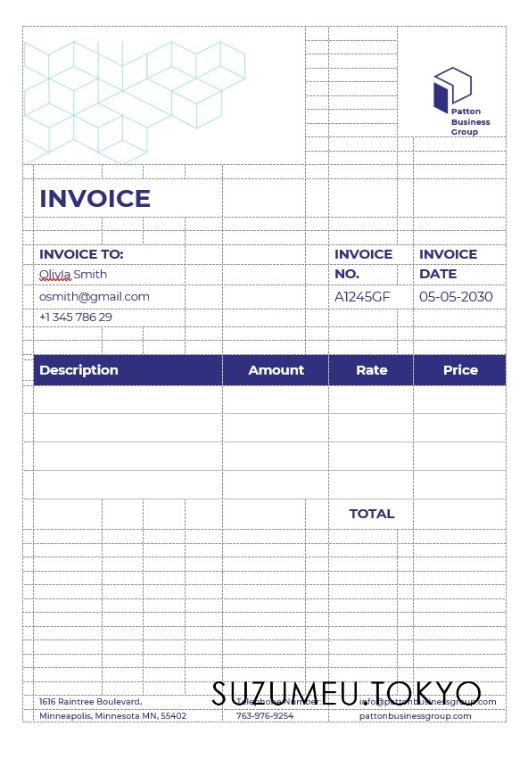 Patton
Business
Group
INVOICE
INVOICE TO:
INVOICE NO.
INVOICE DATE
Olivia Smith
osmith@gmail.com
A1245GF
05-05-2030
+1 345 786 29
Description Amount Rate Price
TOTAL
SUZUMEU.TOKYO
1616 Raintree Boulevard, Telephone Number: info@pattonbusinessgroup.com
Minneapolis, Minnesota MN, 55402 763-976-9254 pattonbusinessgroup.com